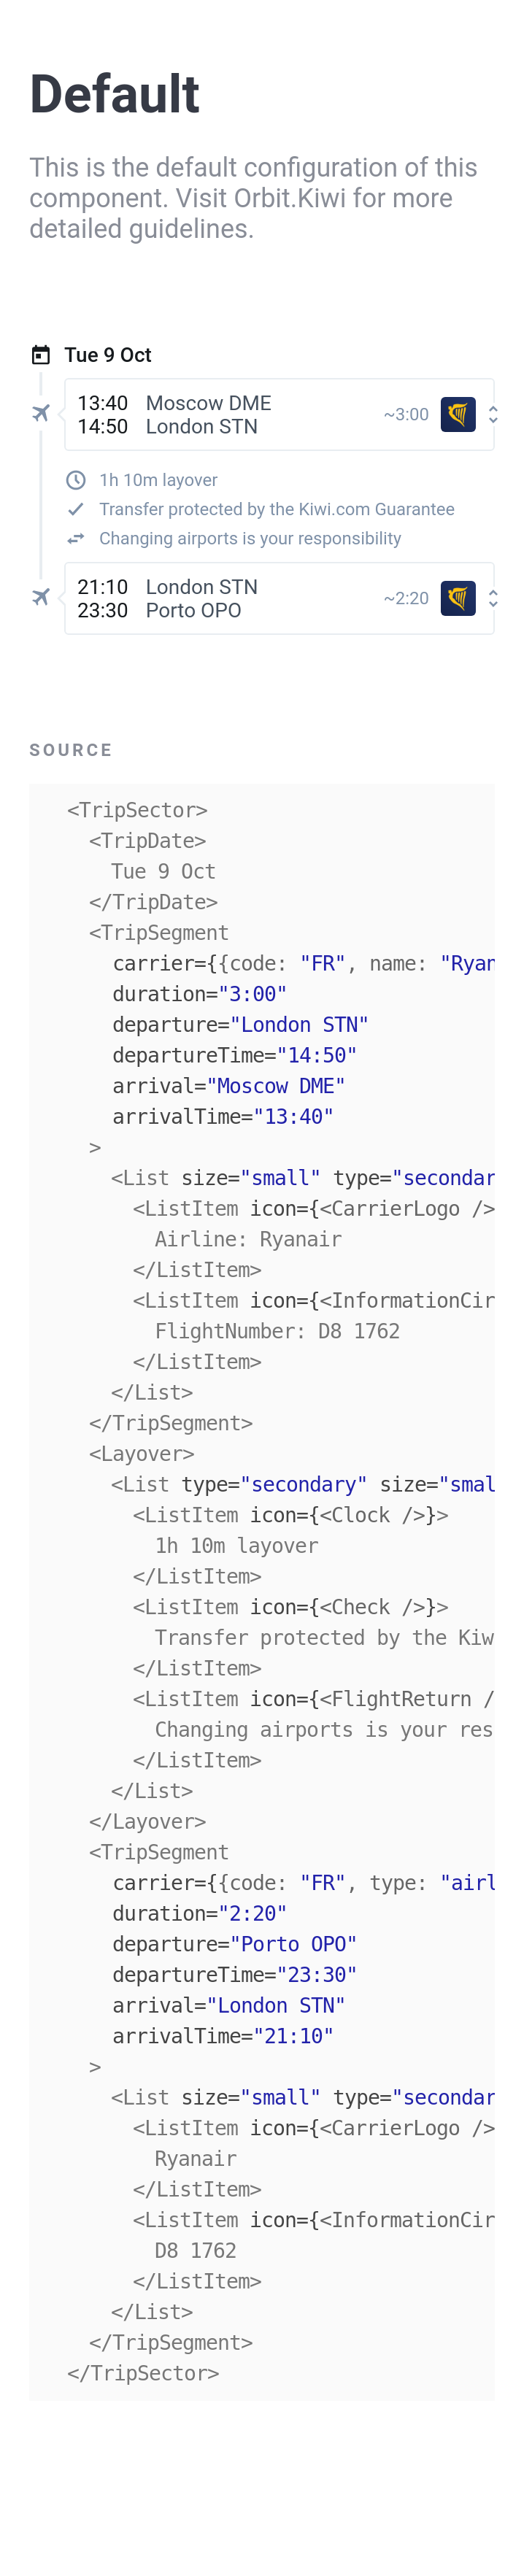 Default
This is the default configuration of this
component. Visit Orbit.Kiwi for more
detailed guidelines.
Tue 9 Oct
13:40 Moscow DME
14:50 London STN
~3:00
1h 10m layover
Transfer protected by the Kiwi.com Guarantee
Changing airports is your responsibility
21:10 London STN
23:30 Porto OPO
~2:20
SOURCE
<TripSector>
<TripDate>
Tue 9 Oct
</TripDate>
<TripSegment
carrier={{code: "FR", name: "Ryan
duration="3:00"
departure="London STN"
departureTime="14:50"
arrival="Moscow DME"
arrivalTime="13:40"
>
<List size="small" type="secondar
<ListItem icon={<CarrierLogo />
Airline: Ryanair
</ListItem>
<ListItem icon={<InformationCir
FlightNumber: D8 1762
</ListItem>
</List>
</TripSegment>
<Layover>
<List type="secondary" size="smal
<ListItem icon={<Clock />}>
1h 10m layover
</ListItem>
<ListItem icon={<Check />}>
Transfer protected by the Kiw
</ListItem>
<ListItem icon={<FlightReturn /
Changing airports is your res
</ListItem>
</List>
</Layover>
<TripSegment
carrier={{code: "FR", type: "airl
duration="2:20"
departure="Porto OPO"
departureTime="23:30"
arrival="London STN"
arrivalTime="21:10"
>
<List size="small" type="secondar
<ListItem icon={<CarrierLogo />
Ryanair
</ListItem>
<ListItem icon={<InformationCir
D8 1762
</ListItem>
</List>
</TripSegment>
</TripSector>